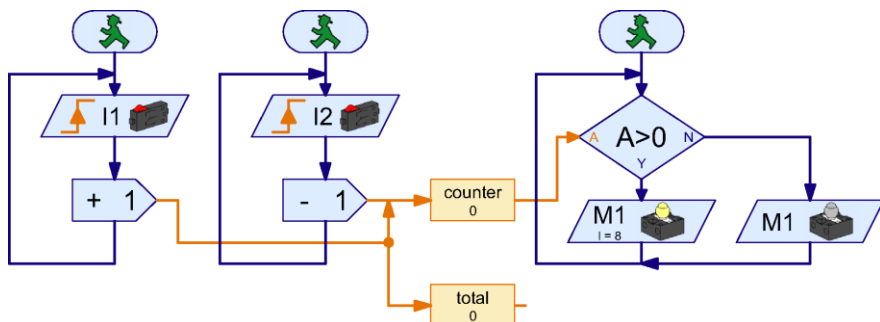 I1
+ 1
I2
- 1
counter
0
total
0
A
A>0
N
Y
M1
I = 8
M1